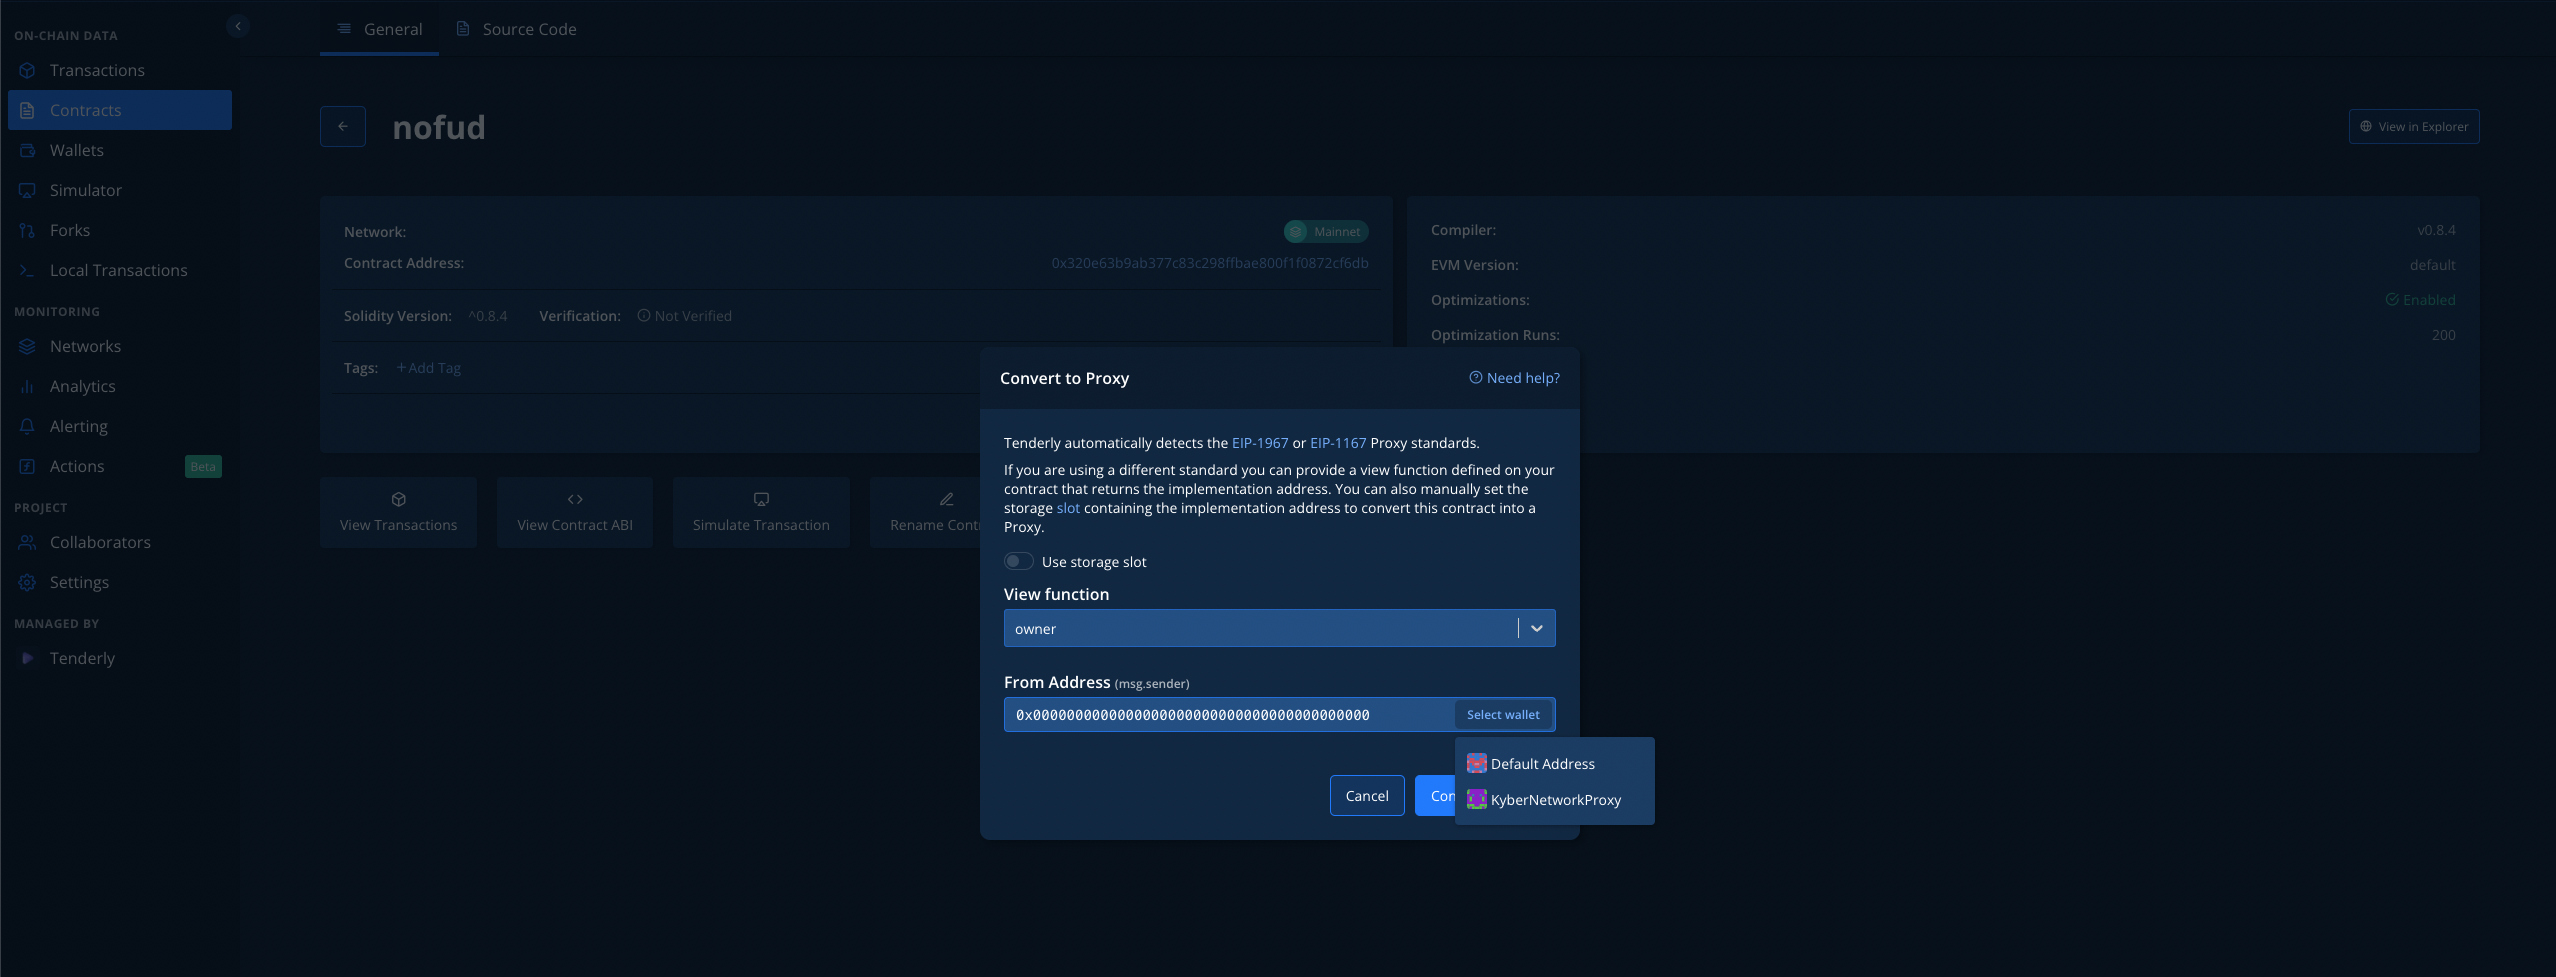 ON-CHAIN DATA
Transactions
Contracts
Wallets
Simulator
Forks
Local Transactions
MONITORING
Networks
Analytics
Alerting
Actions Beta
PROJECT
Collaborators
Settings
MANAGED BY
Tenderly
General Source Code
nofud
View in Explorer
Network: Mainnet
Contract Address: 0x320e63b9ab377c83c298ffbae800f1f0872cf6db
Solidity Version: ^0.8.4 Verification: Not Verified
Tags: +Add Tag
Compiler: v0.8.4
EVM Version: default
Optimizations: Enabled
Optimization Runs: 200
View Transactions
View Contract ABI
Simulate Transaction
Rename Cont
Convert to Proxy Need help?
Tenderly automatically detects the EIP-1967 or EIP-1167 Proxy standards.
If you are using a different standard you can provide a view function defined on your
contract that returns the implementation address. You can also manually set the
storage slot containing the implementation address to convert this contract into a
Proxy.
Use storage slot
View function
owner
From Address (msg.sender)
0x0000000000000000000000000000000000000000 Select wallet
Default Address
KyberNetworkProxy
Cancel Con